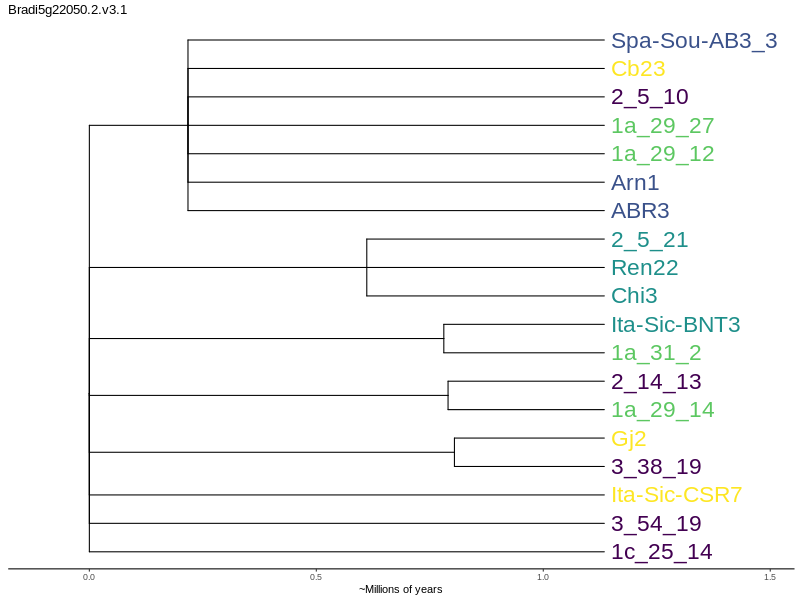 Bradi5g22050.2.v3.1
Spa-Sou-AB3_3
Cb23
2_5_10
1a_29_27
1a_29_12
Arn1
ABR3
2_5_21
Ren22
Chi3
Ita-Sic-BNT3
1a_31_2
2_14_13
1a_29_14
Gj2
3_38_19
Ita-Sic-CSR7
3_54_19
1c_25_14
0.0 0.5 1.0 1.5
~Millions of years